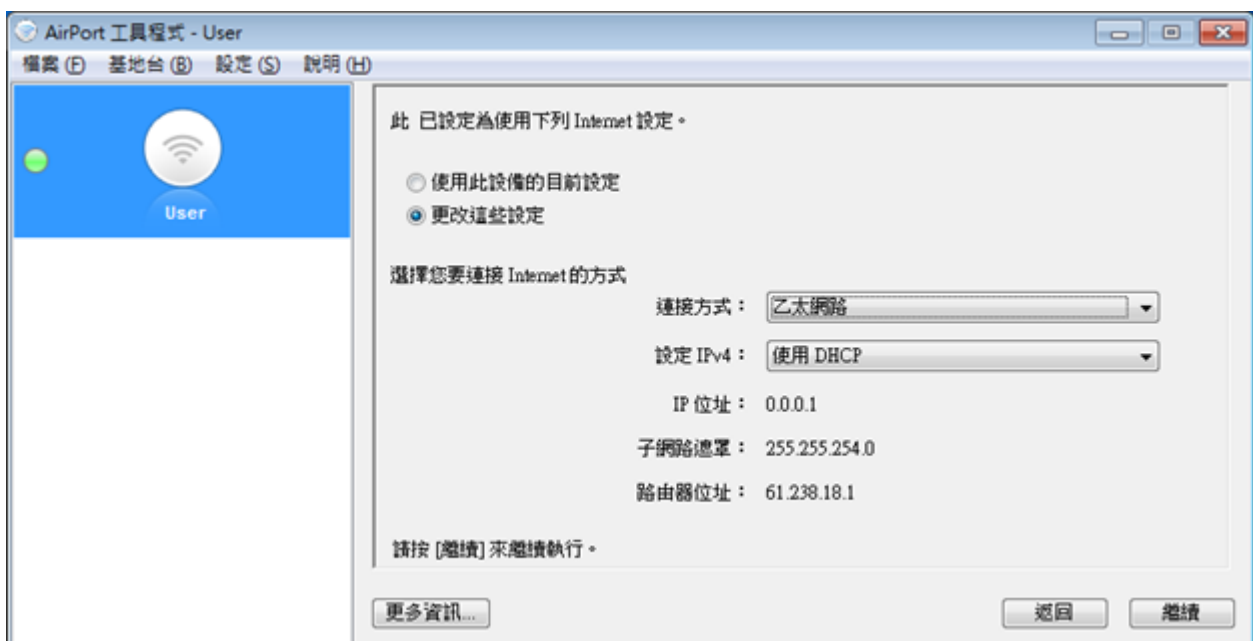 AirPort 工具程式 - User
檔案 (F) 基地台 (B) 設定 (S) 說明 (H)
User
此 已設定為使用下列 Internet 設定。
使用此設備的目前設定
更改這些設定
選擇您要連接 Internet 的方式
連接方式： 乙太網路
設定 IPv4： 使用 DHCP
IP 位址： 0.0.0.1
子網路遮罩： 255.255.254.0
路由器位址： 61.238.18.1
請按 [繼續] 來繼續執行。
更多資訊... 返回 繼續